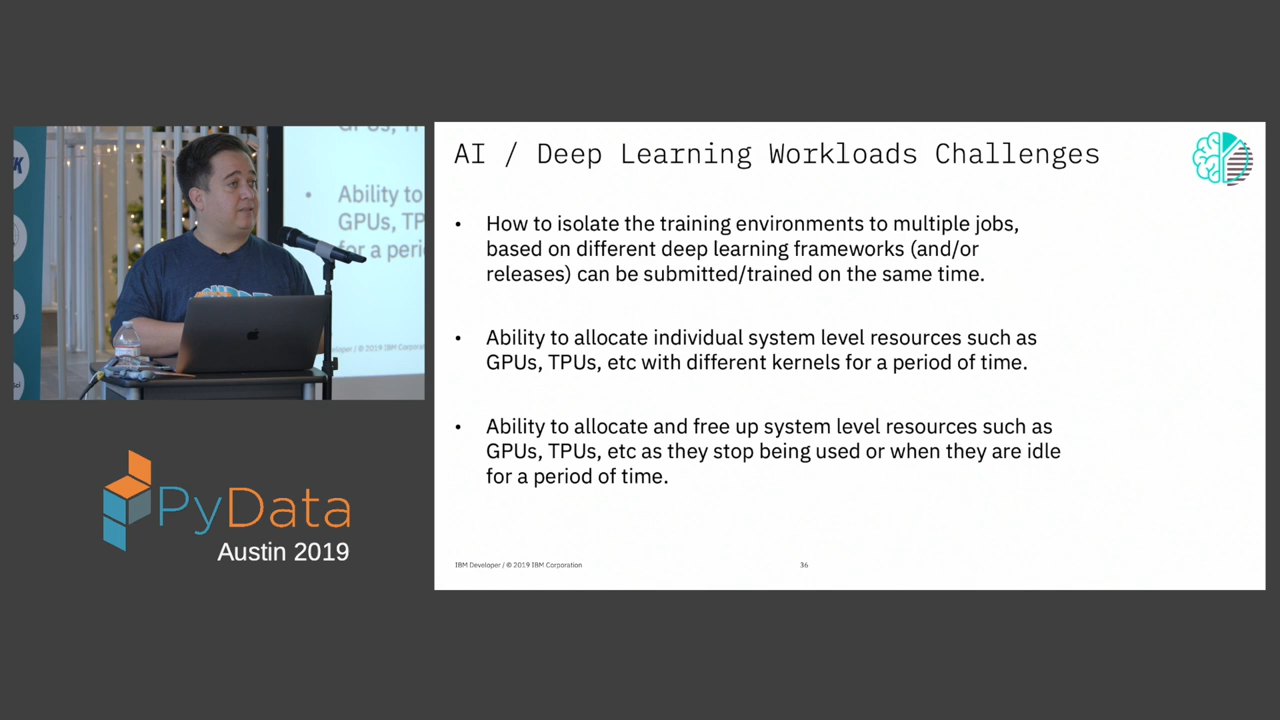 AI / Deep Learning Workloads Challenges
• How to isolate the training environments to multiple jobs,
based on different deep learning frameworks (and/or
releases) can be submitted/trained on the same time.
• Ability to allocate individual system level resources such as
GPUs, TPUs, etc with different kernels for a period of time.
• Ability to allocate and free up system level resources such as
GPUs, TPUs, etc as they stop being used or when they are idle
for a period of time.
IBM Developer / © 2019 IBM Corporation
36
• Ability to
GPUs, TP
for a peri
eloper / © 2019 IBM Corporat
PyData
Austin 2019